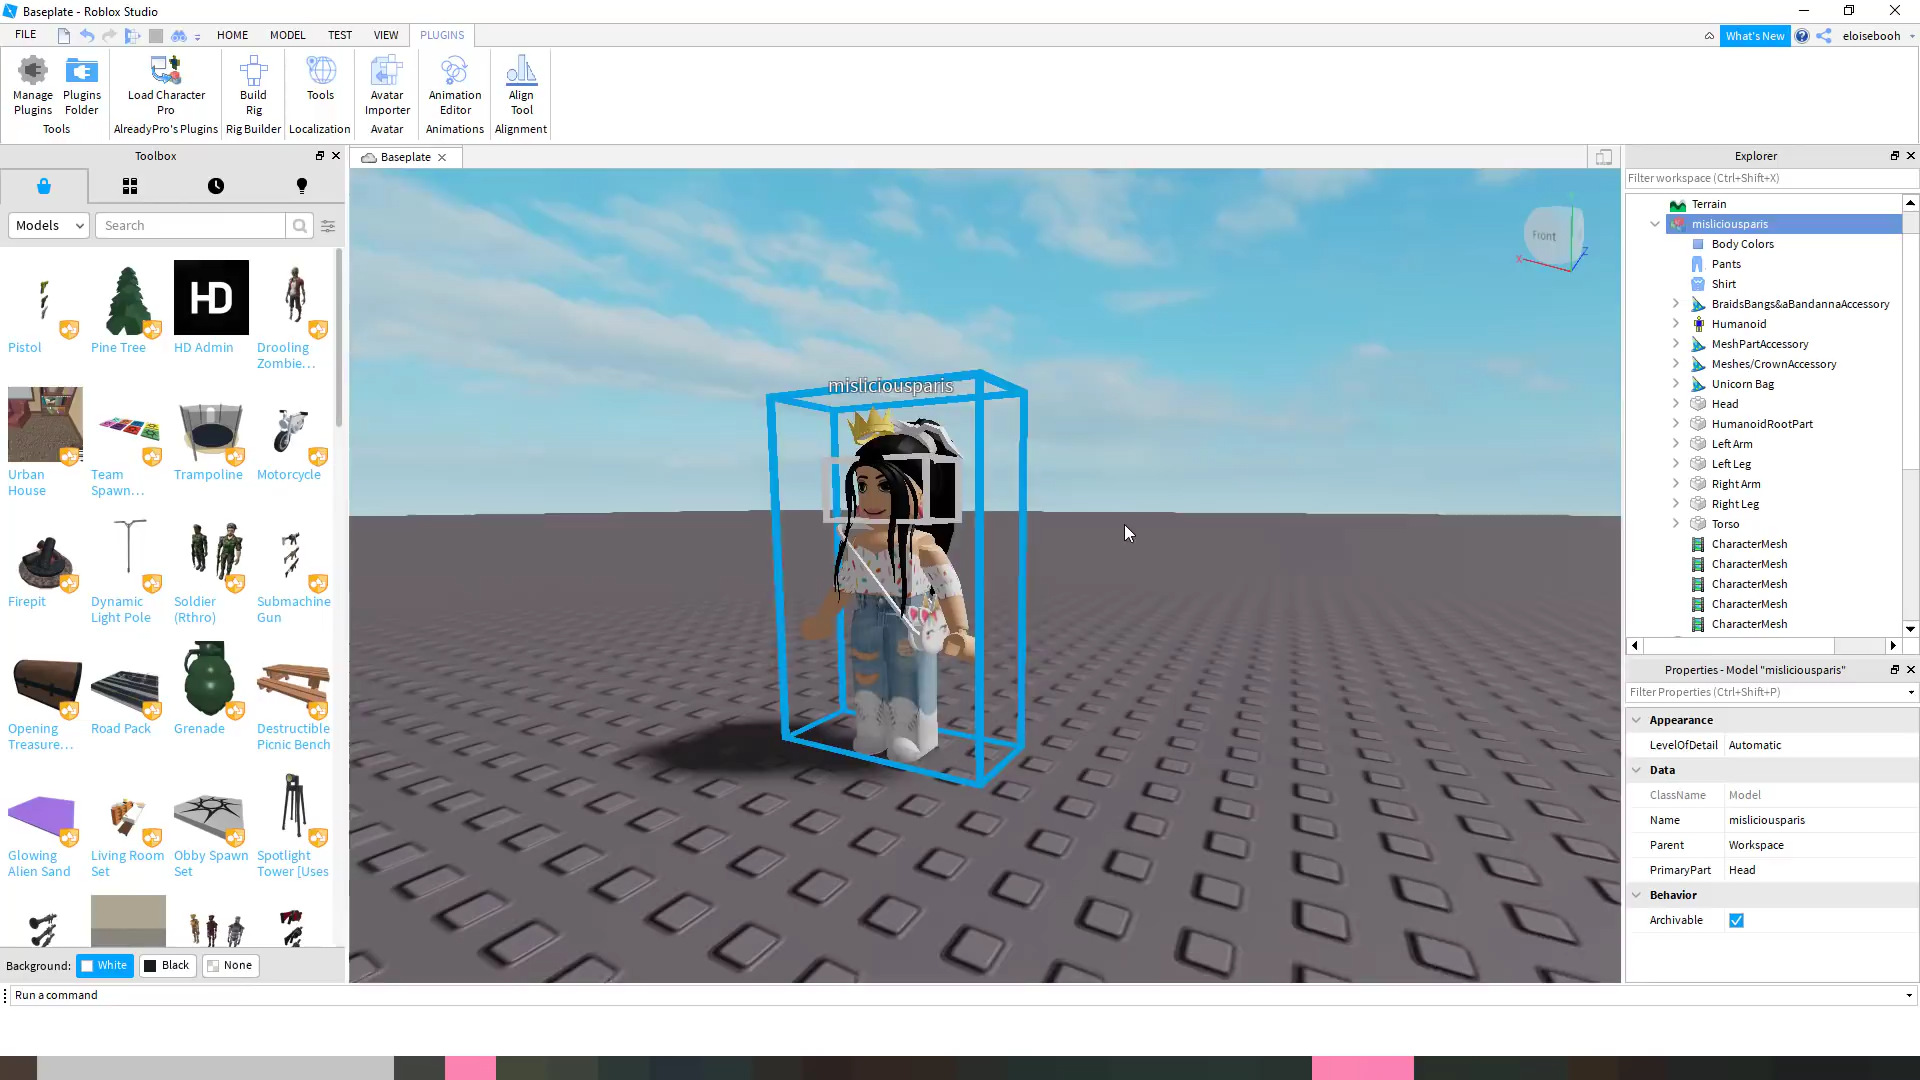 Baseplate - Roblox Studio
FILE HOME MODEL TEST VIEW PLUGINS What's New eloisebooh
Manage Plugins
Plugins Folder
Tools
Load Character Pro
AlreadyPro's Plugins
Build Rig
Rig Builder
Tools
Localization
Avatar Importer
Avatar
Animation Editor
Animations
Align Tool
Alignment
Toolbox
Models Search
Pistol
Pine Tree
HD
HD Admin
Drooling Zombie...
Urban House
Team Spawn...
Trampoline
Motorcycle
Firepit
Dynamic Light Pole
Soldier (Rthro)
Submachine Gun
Opening Treasure...
Road Pack
Grenade
Destructible Picnic Bench
Glowing Alien Sand
Living Room Set
Obby Spawn Set
Spotlight Tower [Uses
Background: White Black None
Run a command
Baseplate
misliciousparis
Front
X
Z
Explorer
Filter workspace (Ctrl+Shift+X)
Terrain
misliciousparis
Body Colors
Pants
Shirt
BraidsBangs&aBandannaAccessory
Humanoid
MeshPartAccessory
Meshes/CrownAccessory
Unicorn Bag
Head
HumanoidRootPart
Left Arm
Left Leg
Right Arm
Right Leg
Torso
CharacterMesh
CharacterMesh
CharacterMesh
CharacterMesh
CharacterMesh
Properties - Model "misliciousparis"
Filter Properties (Ctrl+Shift+P)
Appearance
LevelOfDetail Automatic
Data
ClassName Model
Name misliciousparis
Parent Workspace
PrimaryPart Head
Behavior
Archivable